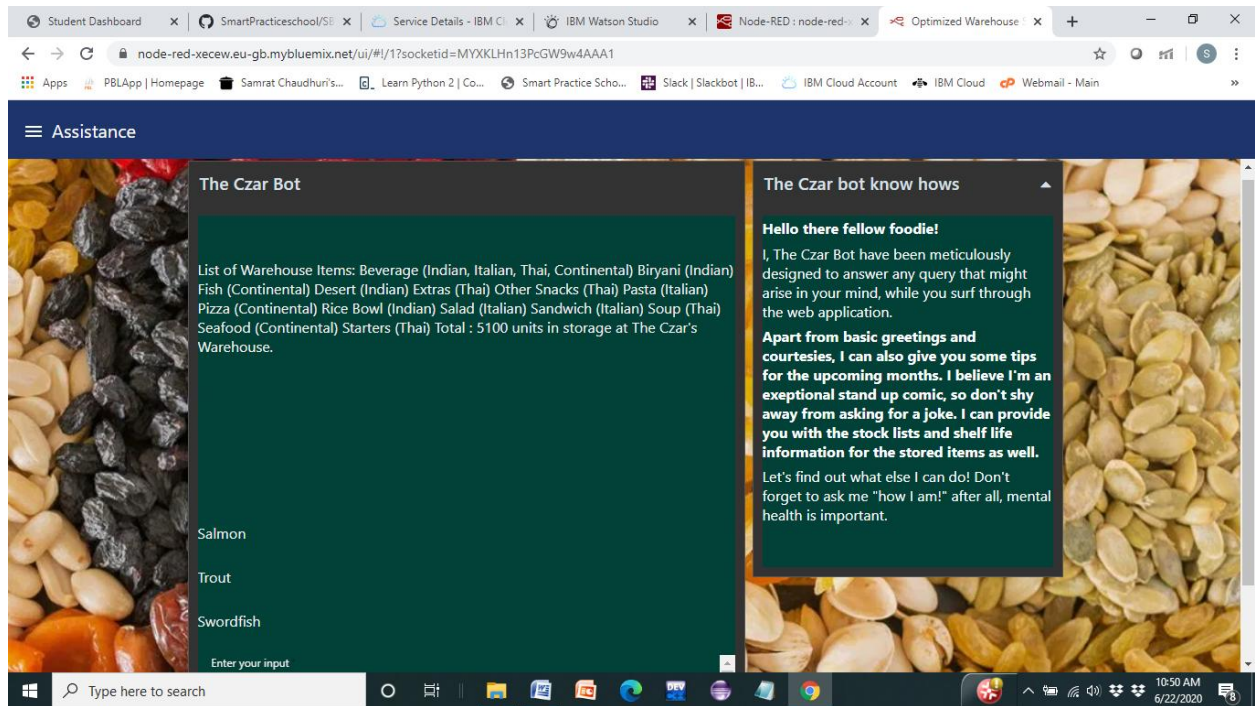 Student Dashboard
SmartPracticeschool/SB
Service Details - IBM Cl
IBM Watson Studio
Node-RED : node-red-x
Optimized Warehouse S
node-red-xecew.eu-gb.mybluemix.net/ui/#!/1?socketid=MYXKLHn13PcGW9w4AAA1
S
Apps
PBLApp | Homepage
Samrat Chaudhuri's...
Learn Python 2 | Co...
Smart Practice Scho...
Slack | Slackbot | IB...
IBM Cloud Account
IBM Cloud
Webmail - Main
»
Assistance
The Czar Bot
List of Warehouse Items: Beverage (Indian, Italian, Thai, Continental) Biryani (Indian)
Fish (Continental) Desert (Indian) Extras (Thai) Other Snacks (Thai) Pasta (Italian)
Pizza (Continental) Rice Bowl (Indian) Salad (Italian) Sandwich (Italian) Soup (Thai)
Seafood (Continental) Starters (Thai) Total : 5100 units in storage at The Czar's
Warehouse.
Salmon
Trout
Swordfish
Enter your input
The Czar bot know hows
Hello there fellow foodie!
I, The Czar Bot have been meticulously
designed to answer any query that might
arise in your mind, while you surf through
the web application.
Apart from basic greetings and
courtesies, I can also give you some tips
for the upcoming months. I believe I'm an
exeptional stand up comic, so don't shy
away from asking for a joke. I can provide
you with the stock lists and shelf life
information for the stored items as well.
Let's find out what else I can do! Don't
forget to ask me "how I am!" after all, mental
health is important.
Type here to search
DEV
10:50 AM
6/22/2020
8